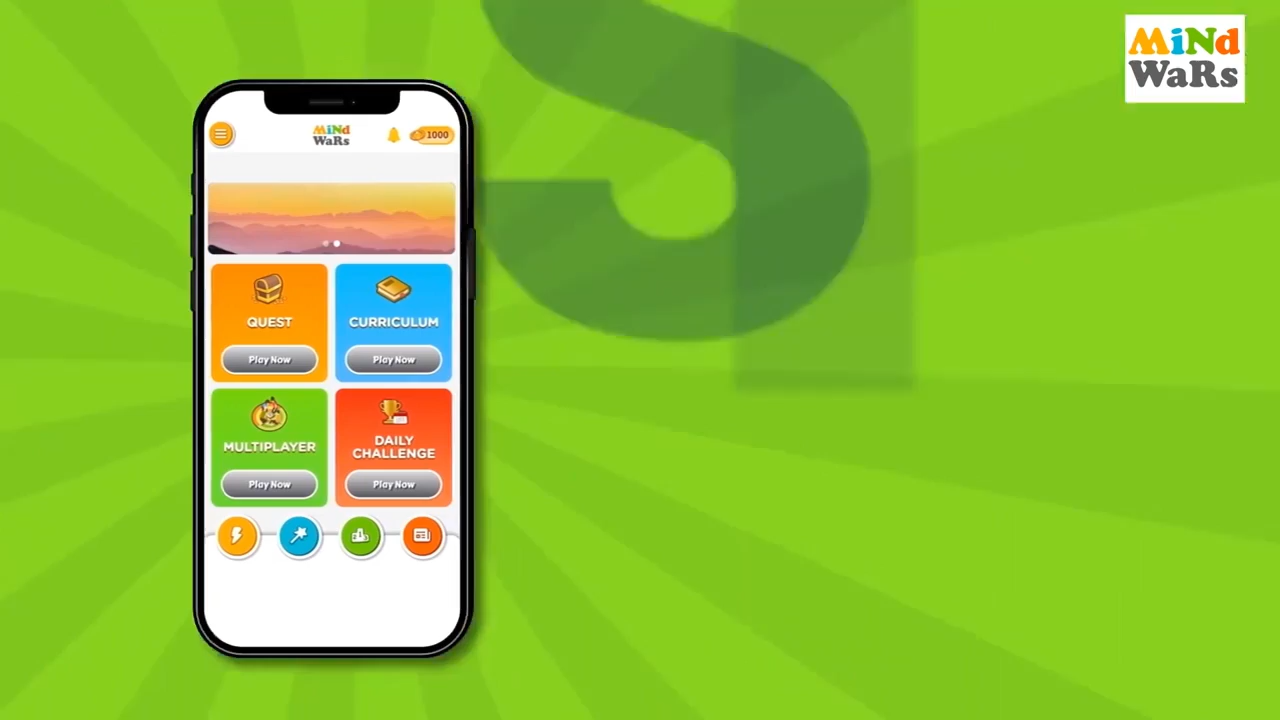 MiNd
WaRs
MiNd
WaRs
1000
QUEST
CURRICULUM
Play Now
Play Now
MULTIPLAYER
DAILY
CHALLENGE
Play Now
Play Now